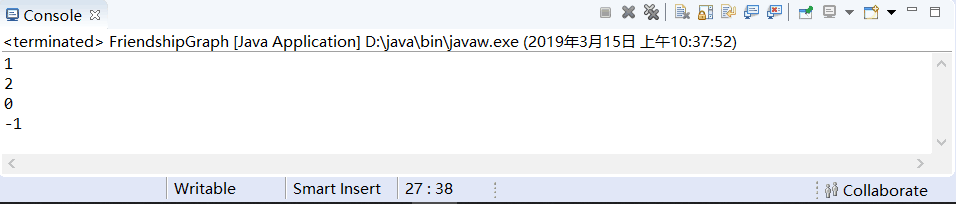 Console
<terminated> FriendshipGraph [Java Application] D:\java\bin\javaw.exe (2019年3月15日 上午10:37:52)
1
2
0
-1
Writable
Smart Insert
27 : 38
Collaborate